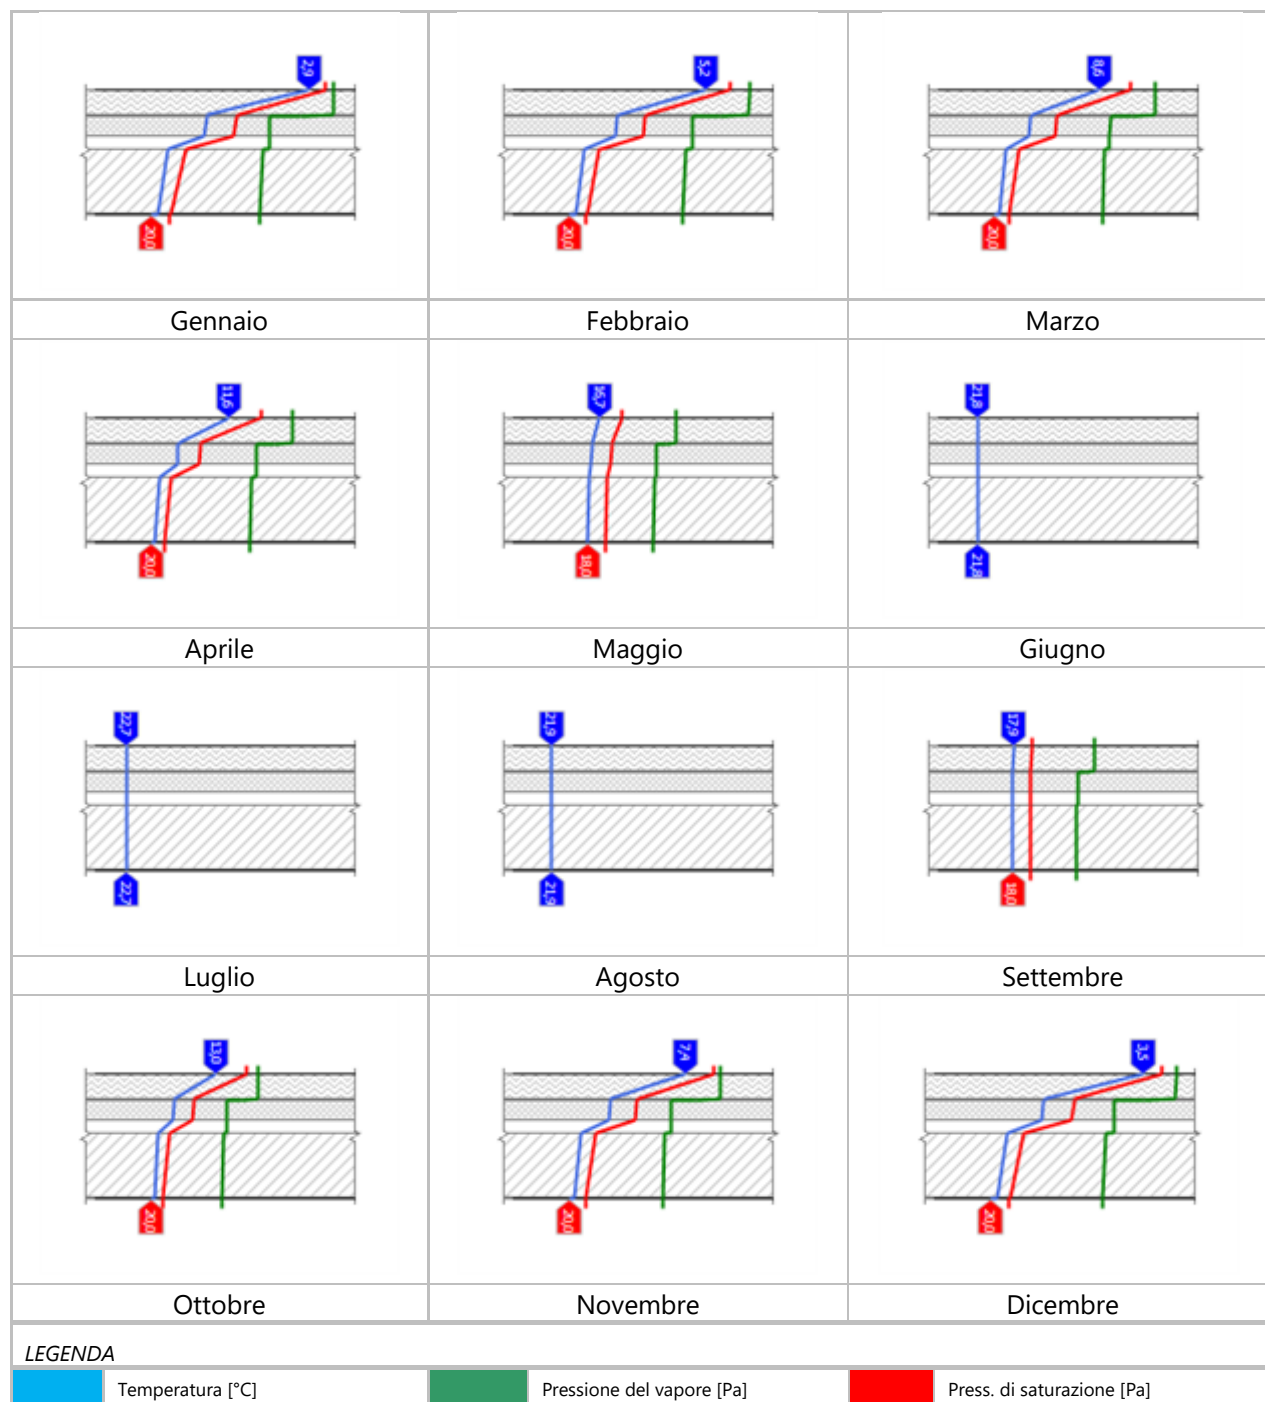 2,9 5,2 8,6
20,0 20,0 20,0
Gennaio Febbraio Marzo
11,6 16,7 21,8
20,0 18,0 21,8
Aprile Maggio Giugno
22,7 21,9 17,9
22,7 21,9 18,0
Luglio Agosto Settembre
13,0 7,4 3,5
20,0 20,0 20,0
Ottobre Novembre Dicembre
LEGENDA
Temperatura [°C] Pressione del vapore [Pa] Press. di saturazione [Pa]